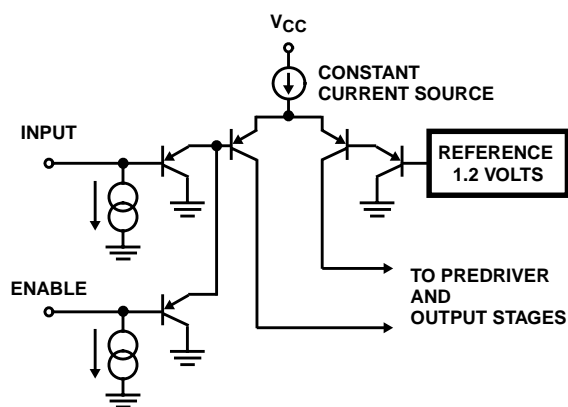 VCC
CONSTANT
CURRENT SOURCE
INPUT
REFERENCE
1.2 VOLTS
ENABLE
TO PREDRIVER
AND
OUTPUT STAGES